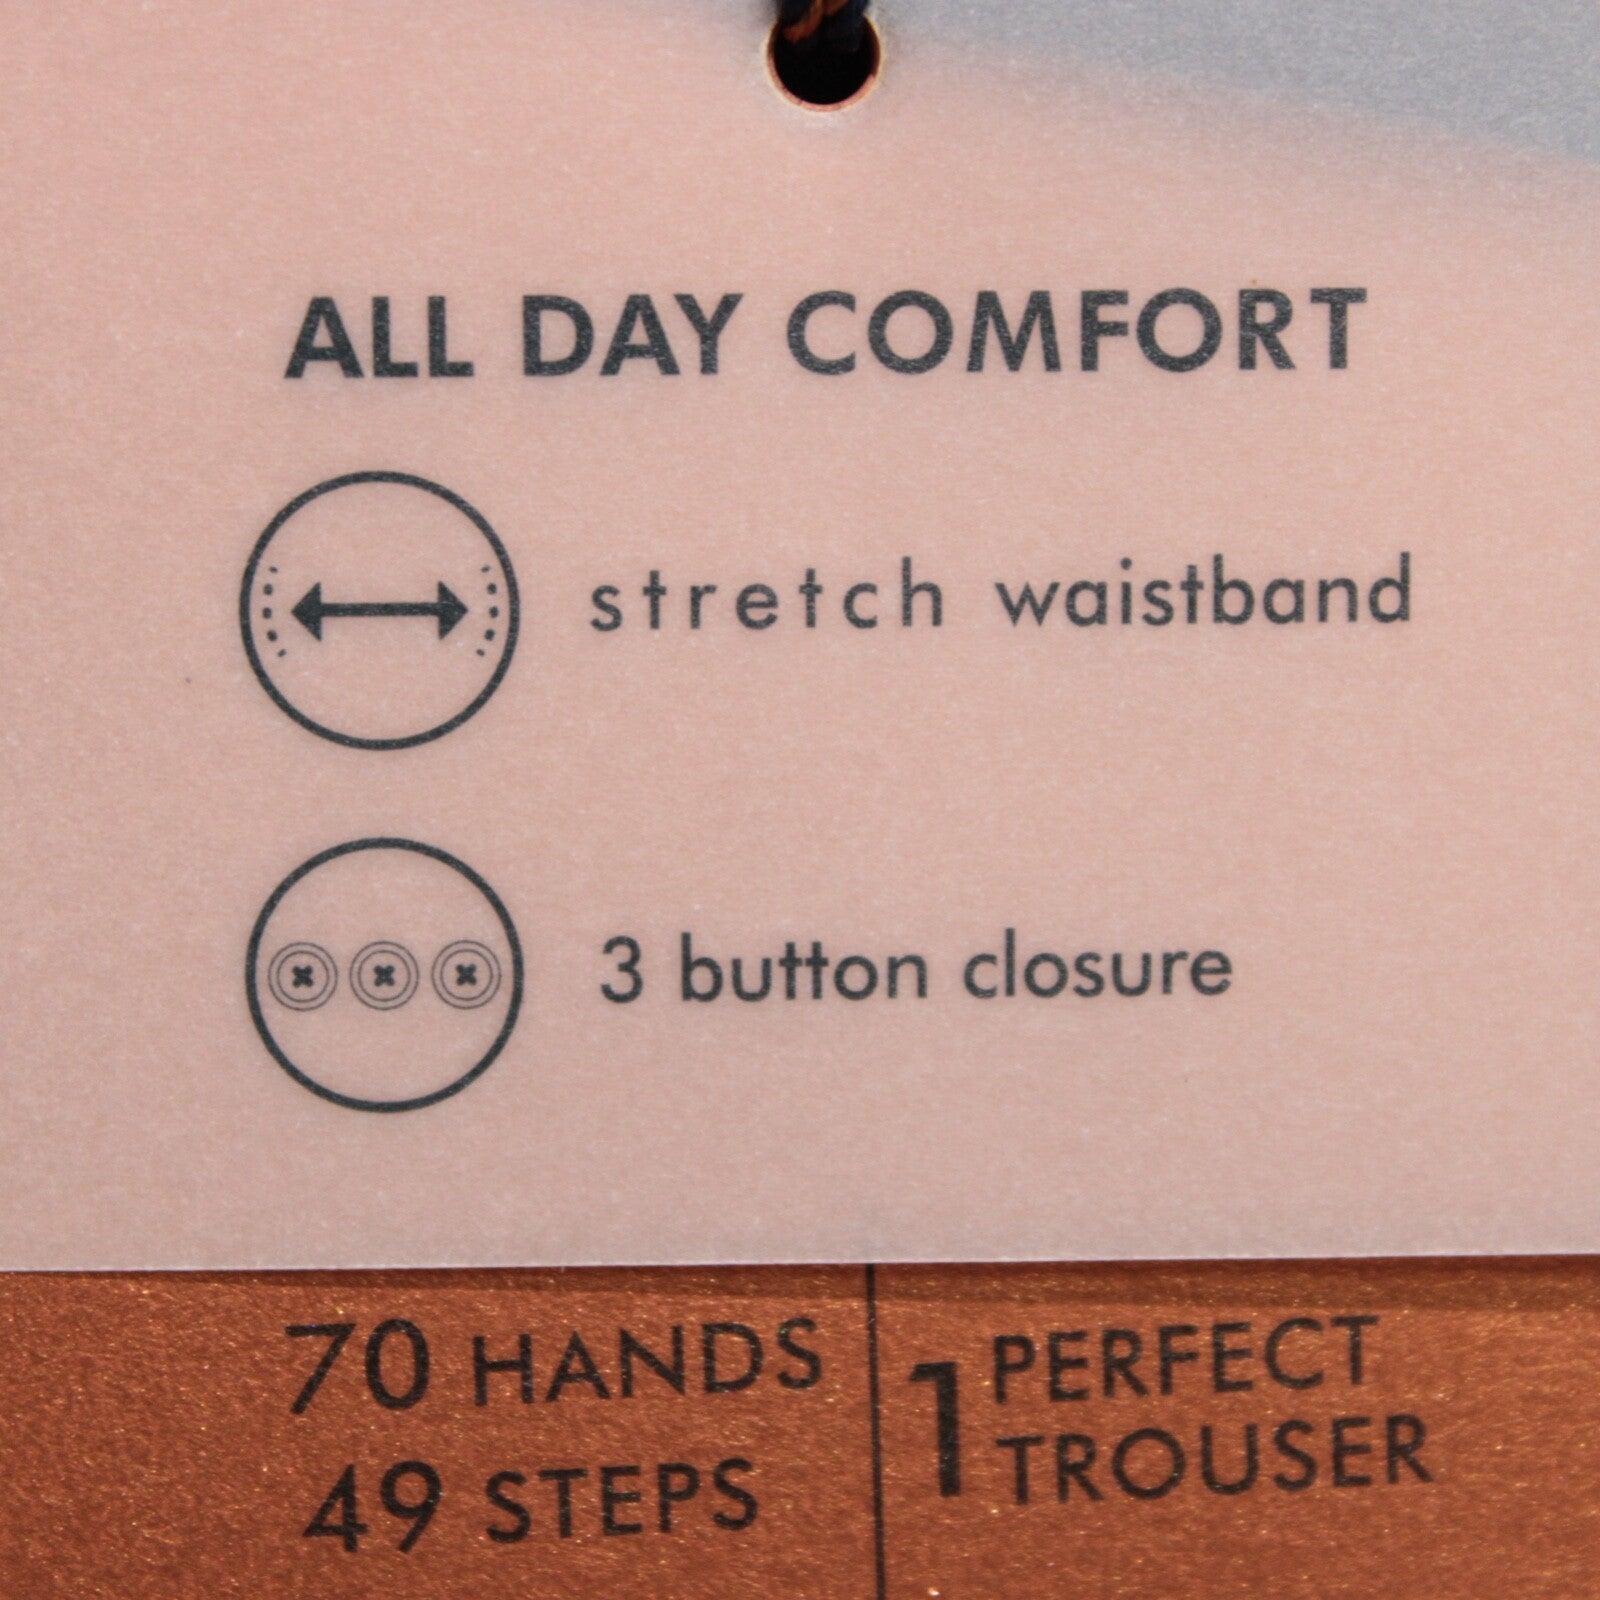 ALL DAY COMFORT
stretch waistband
3 button closure
70 HANDS
49 STEPS
1 PERFECT
TROUSER